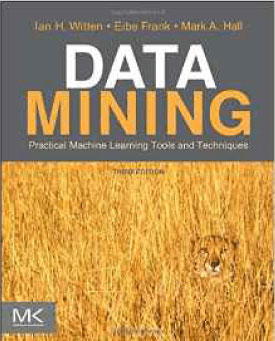 Ian H. Witten • Eibe Frank • Mark A. Hall
DATA
MINING
Practical Machine Learning Tools and Techniques
THIRD EDITION
MK